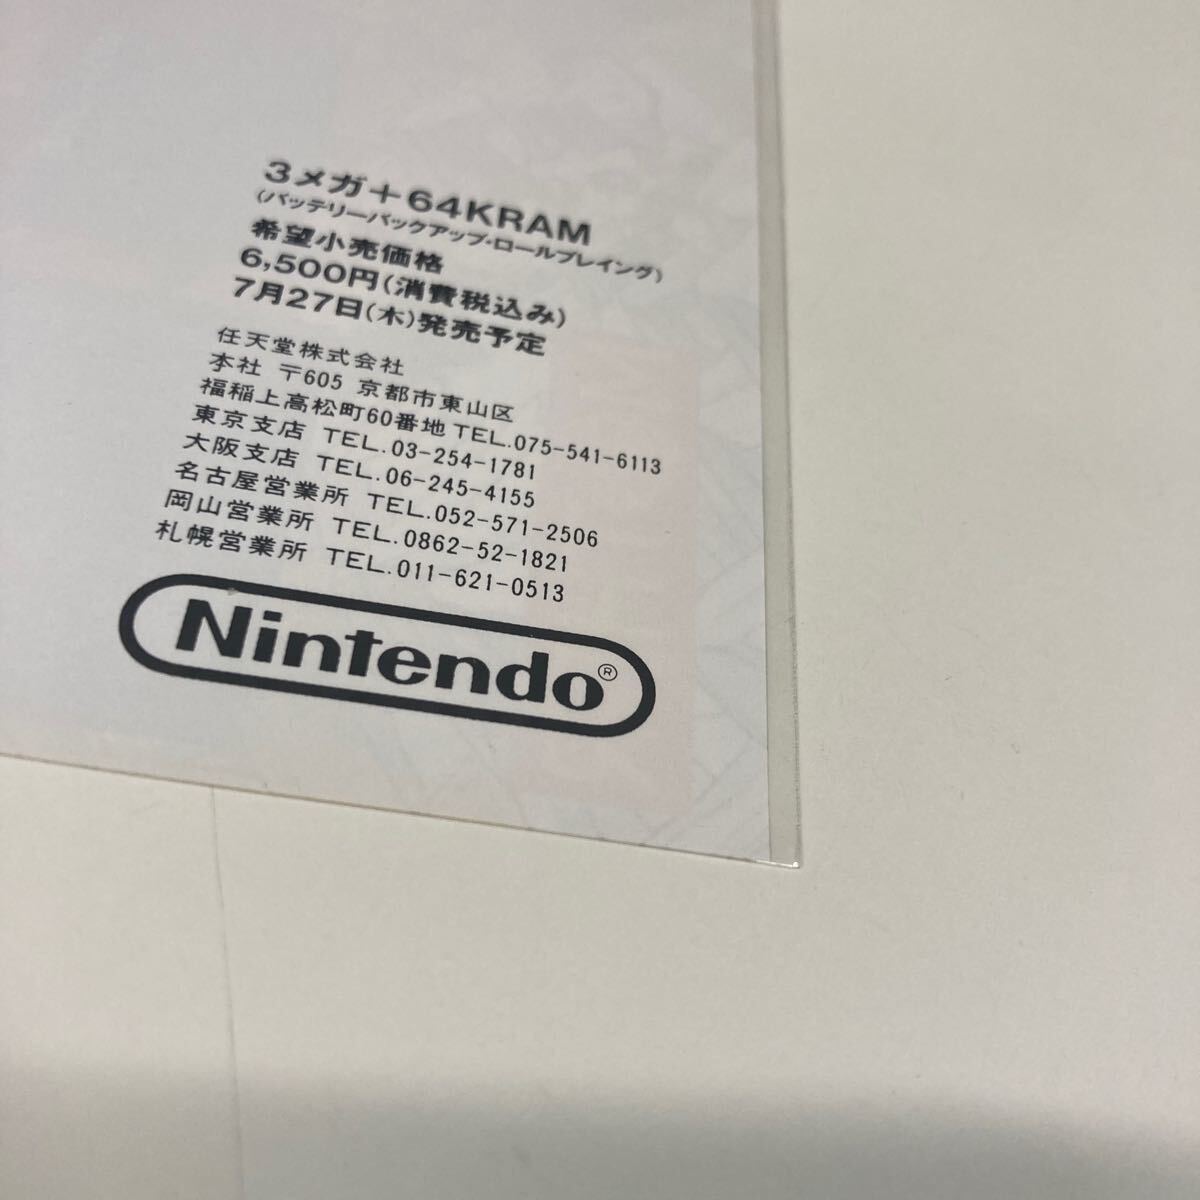 3メガ＋64KRAM
（バッテリーバックアップ・ロールプレイング）
希望小売価格
6,500円（消費税込み）
7月27日（木）発売予定
任天堂株式会社
本社 〒605 京都市東山区
福稲上高松町60番地 TEL.075-541-6113
東京支店 TEL.03-254-1781
大阪支店 TEL.06-245-4155
名古屋営業所 TEL.052-571-2506
岡山営業所 TEL.0862-52-1821
札幌営業所 TEL.011-621-0513
Nintendo®